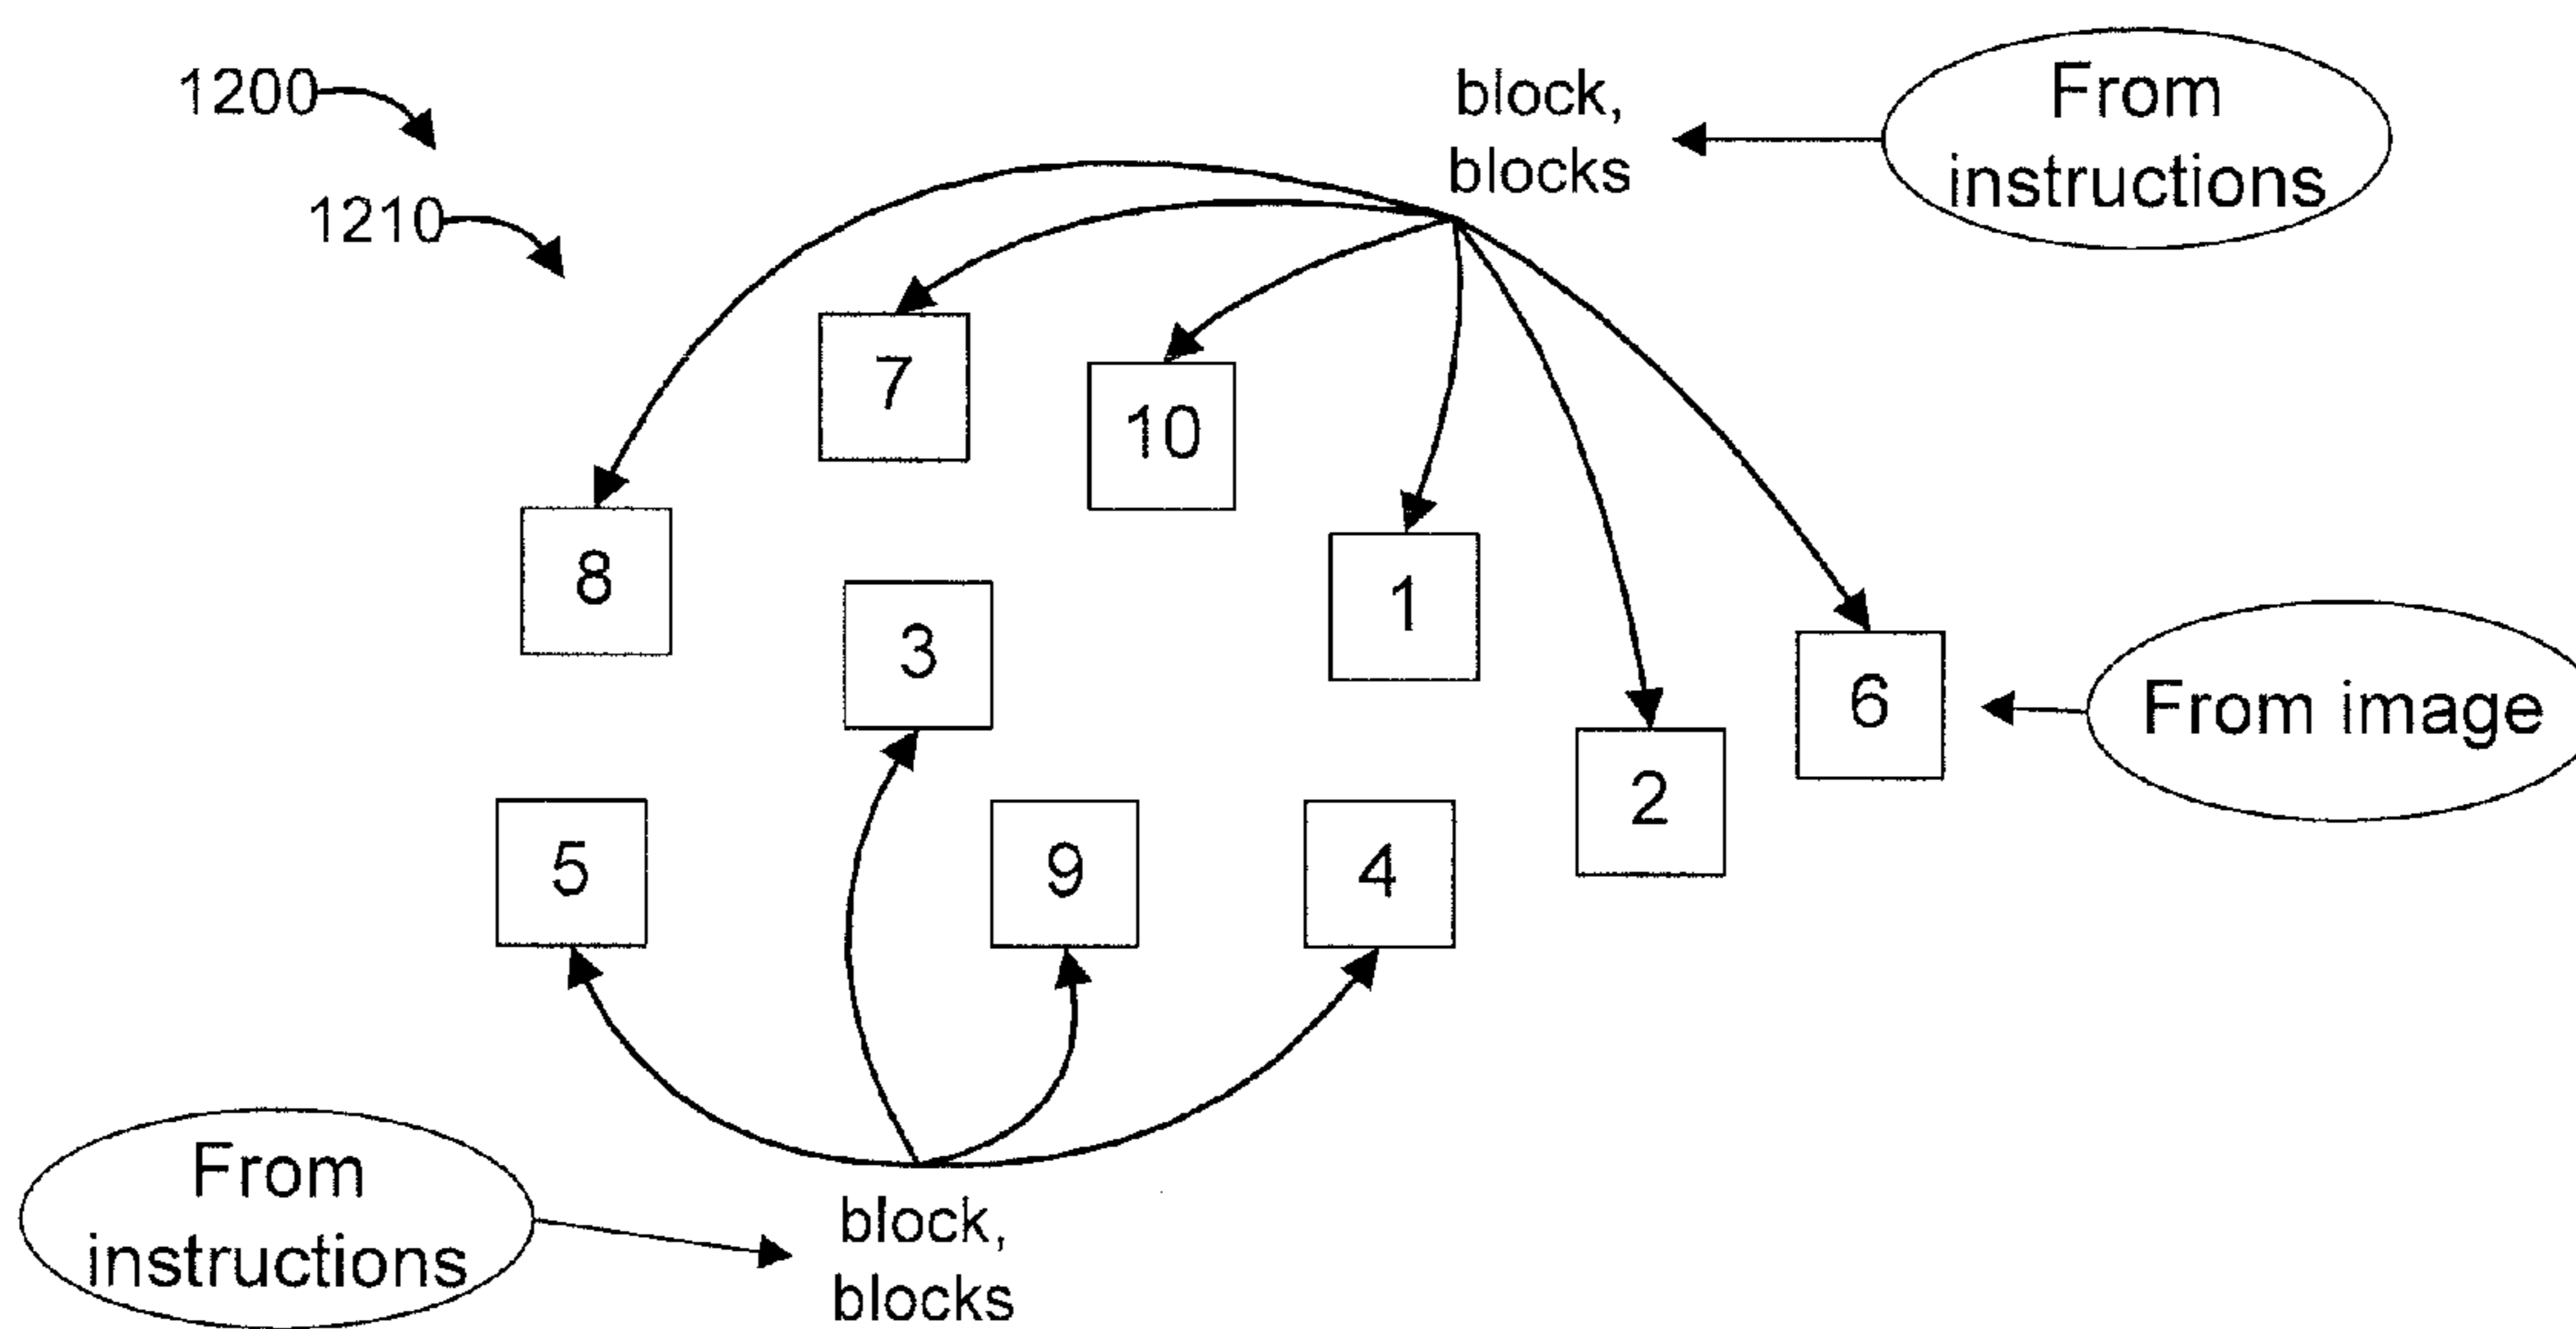 1200
block,
blocks
From
instructions
1210
7
10
8
1
3
6
From image
2
5
9
4
From
instructions
block,
blocks